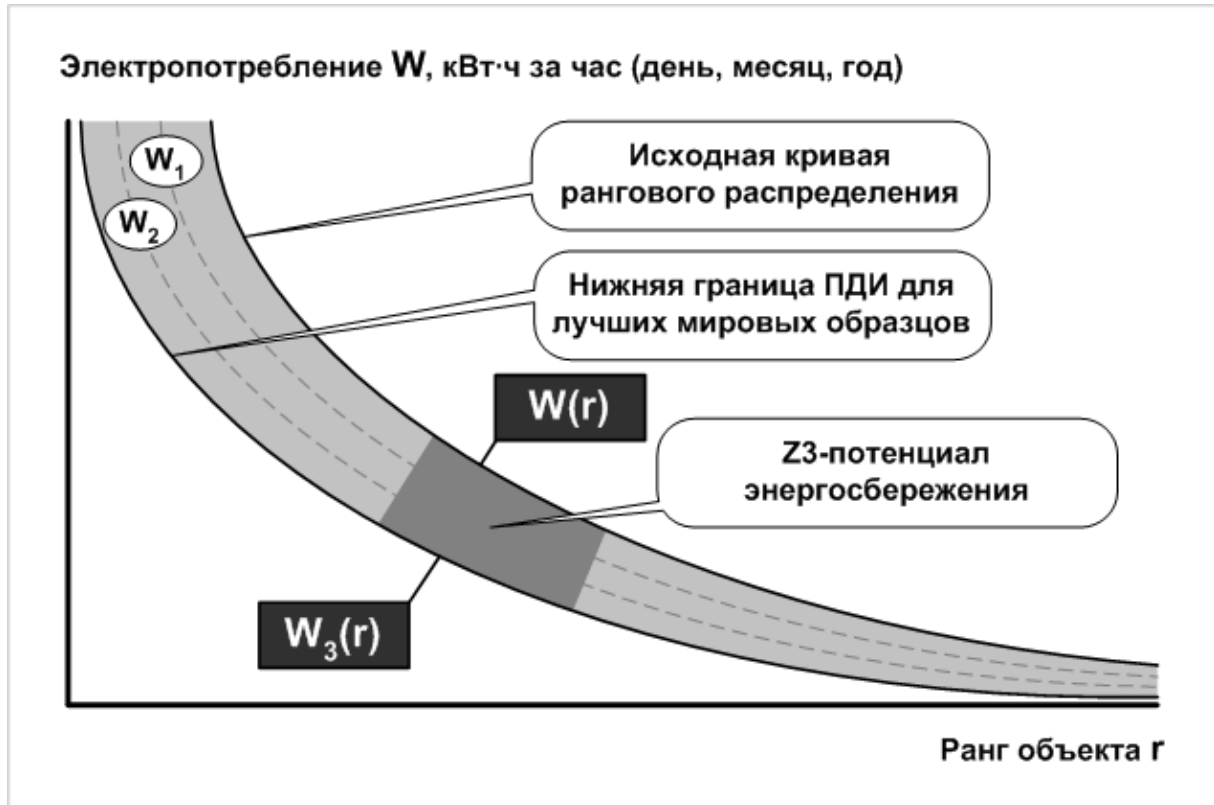 Электропотребление W, кВт·ч за час (день, месяц, год)
W1
Исходная кривая
рангового распределения
W2
Нижняя граница ПДИ для
лучших мировых образцов
W(r)
Z3-потенциал
энергосбережения
W3(r)
Ранг объекта r